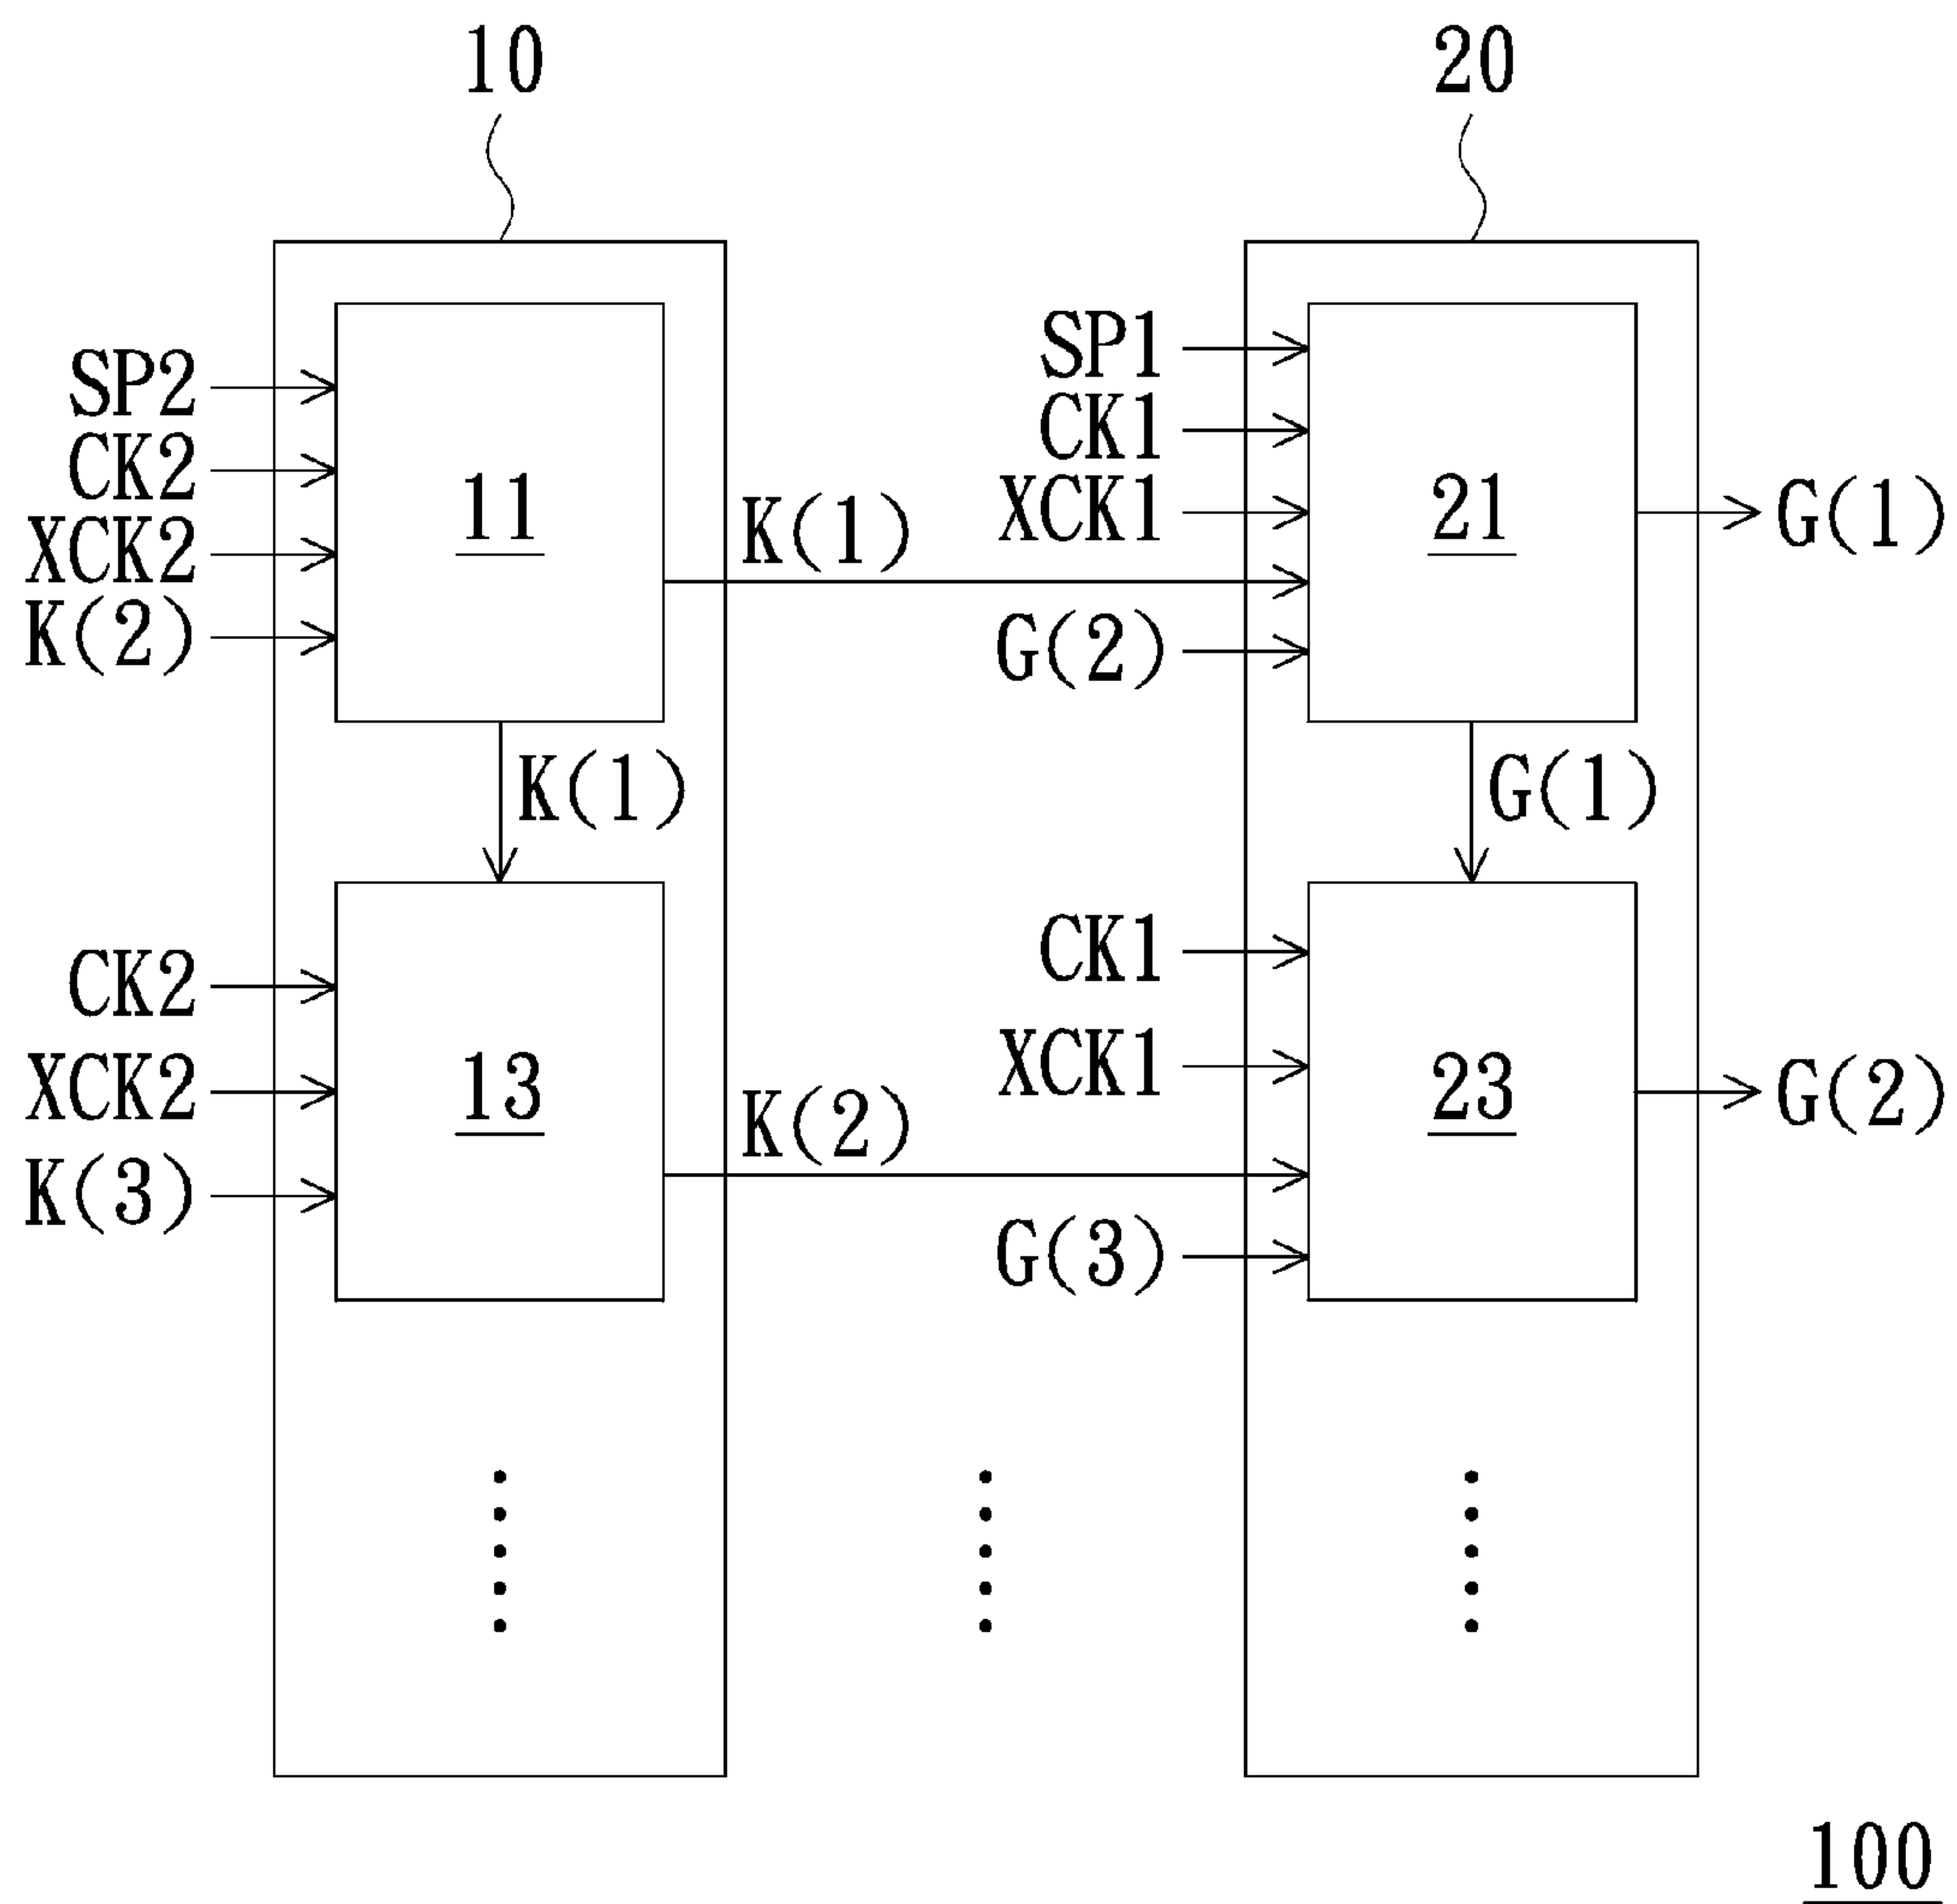 10
20
SP2
CK2
XCK2
K(2)
11
K(1)
SP1
CK1
XCK1
G(2)
21
G(1)
K(1)
G(1)
CK2
XCK2
K(3)
13
K(2)
CK1
XCK1
G(3)
23
G(2)
100